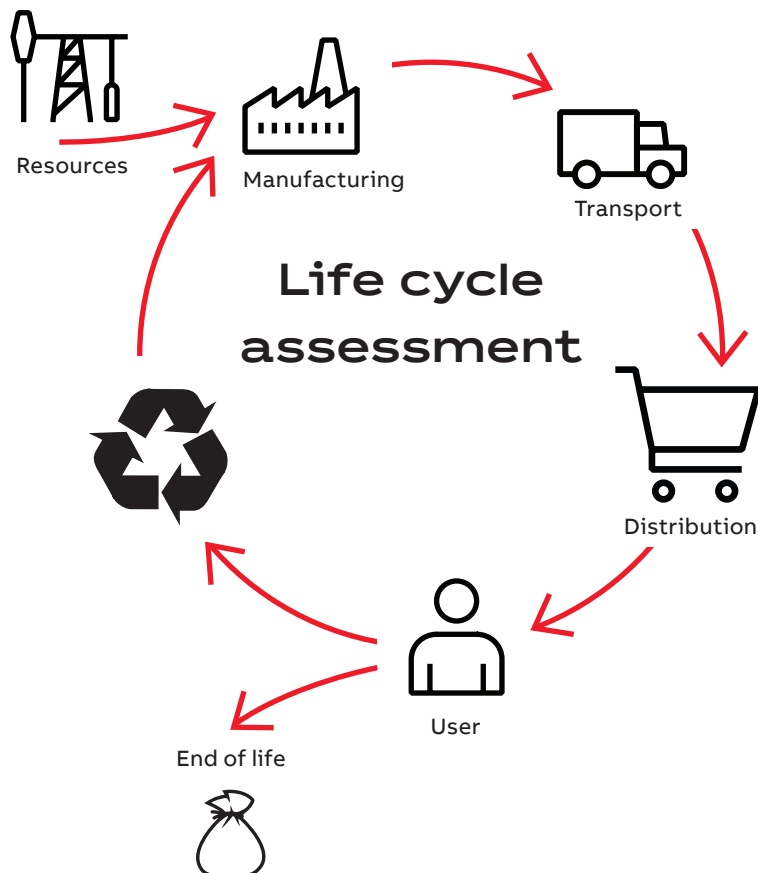 Resources
Manufacturing
Transport
Life cycle
assessment
Distribution
User
End of life